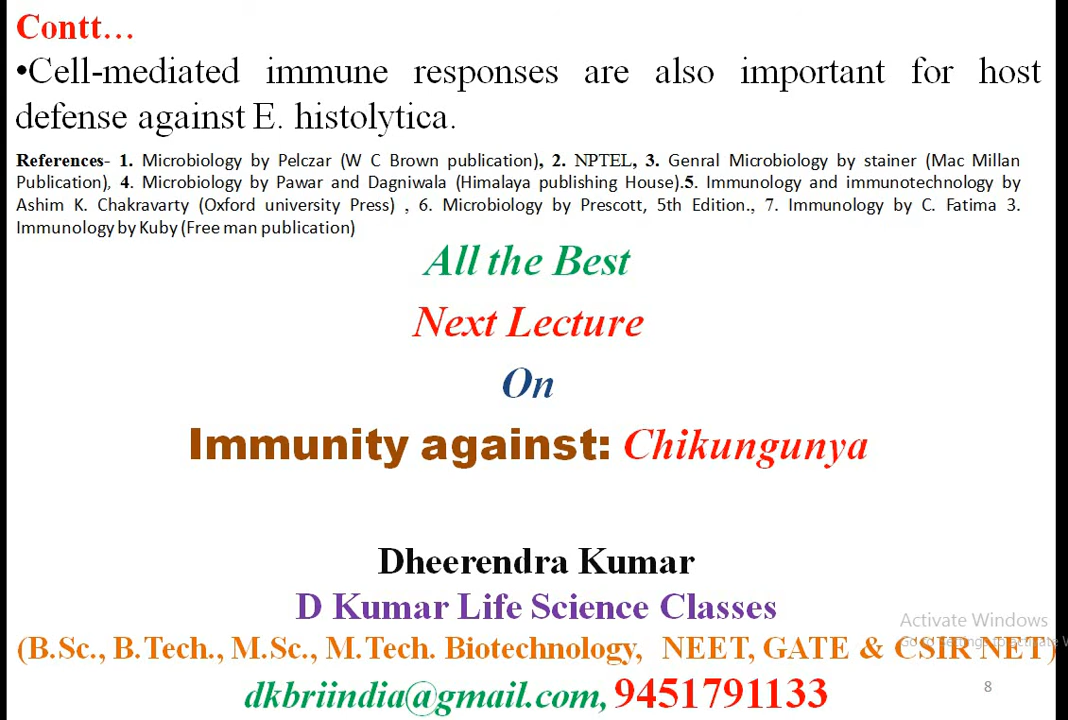 Contt…
•Cell-mediated immune responses are also important for host
defense against E. histolytica.
References- 1. Microbiology by Pelczar (W C Brown publication), 2. NPTEL, 3. Genral Microbiology by stainer (Mac Millan
Publication), 4. Microbiology by Pawar and Dagniwala (Himalaya publishing House).5. Immunology and immunotechnology by
Ashim K. Chakravarty (Oxford university Press) , 6. Microbiology by Prescott, 5th Edition., 7. Immunology by C. Fatima 3.
Immunology by Kuby (Free man publication)
All the Best
Next Lecture
On
Immunity against: Chikungunya
Dheerendra Kumar
D Kumar Life Science Classes
Activate Windows
(B.Sc., B.Tech., M.Sc., M.Tech. Biotechnology, NEET, GATE & CSIR NET)
dkbriindia@gmail.com, 9451791133
8